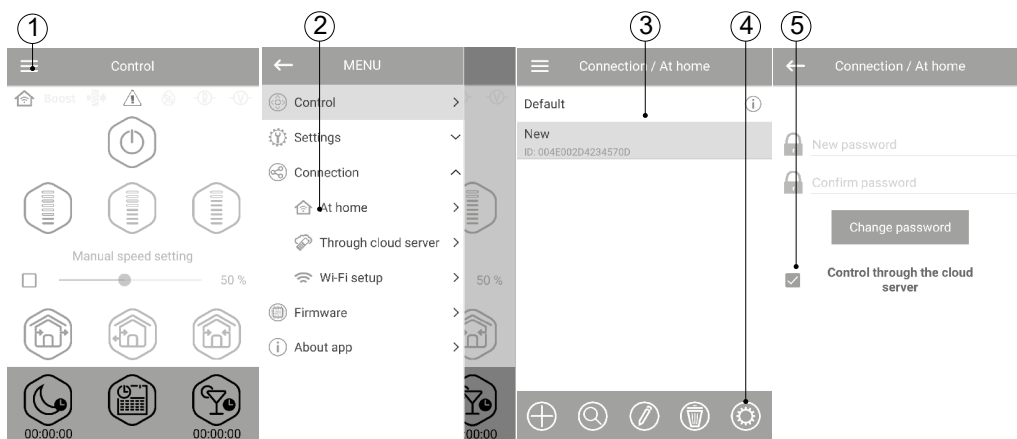 1
2
3
4
5
Control
Boost
Manual speed setting
50 %
00:00:00
00:00:00
MENU
Control
Settings
Connection
At home
Through cloud server
Wi-Fi setup
Firmware
About app
50 %
00:00
Connection / At home
Default
New
ID: 004E002D4234570D
Connection / At home
New password
Confirm password
Change password
Control through the cloud
server